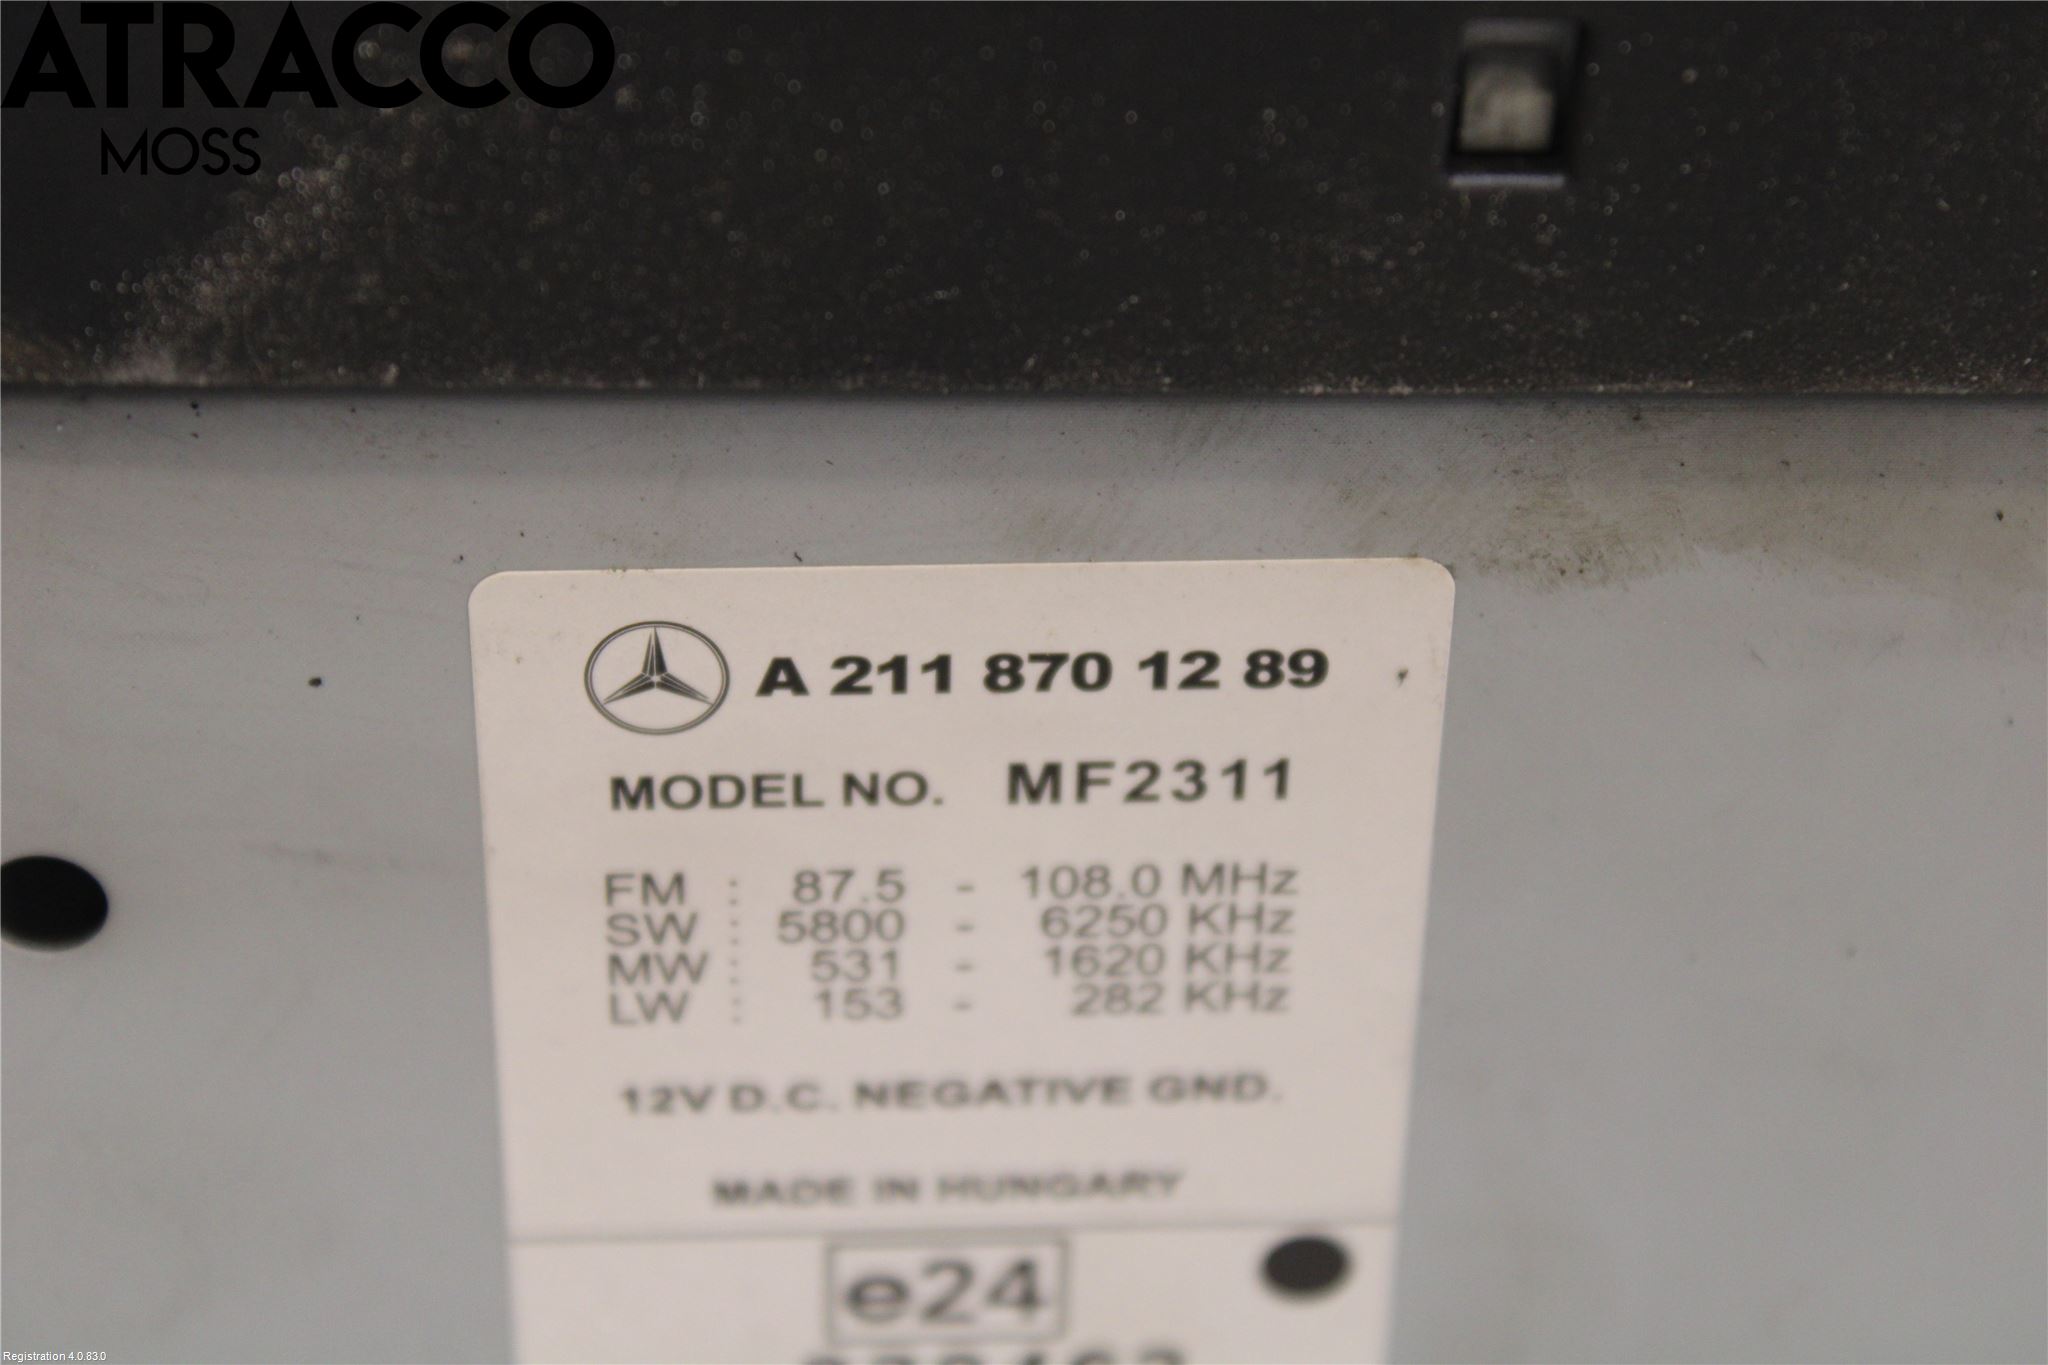 ATRACCO
MOSS
A 211 870 12 89
MODEL NO. MF2311
FM : 87.5 - 108.0 MHz
SW : 5800 - 6250 KHz
MW : 531 - 1620 KHz
LW : 153 - 282 KHz
12V D.C. NEGATIVE GND.
MADE IN HUNGARY
e24
Registration 4.0.83.0